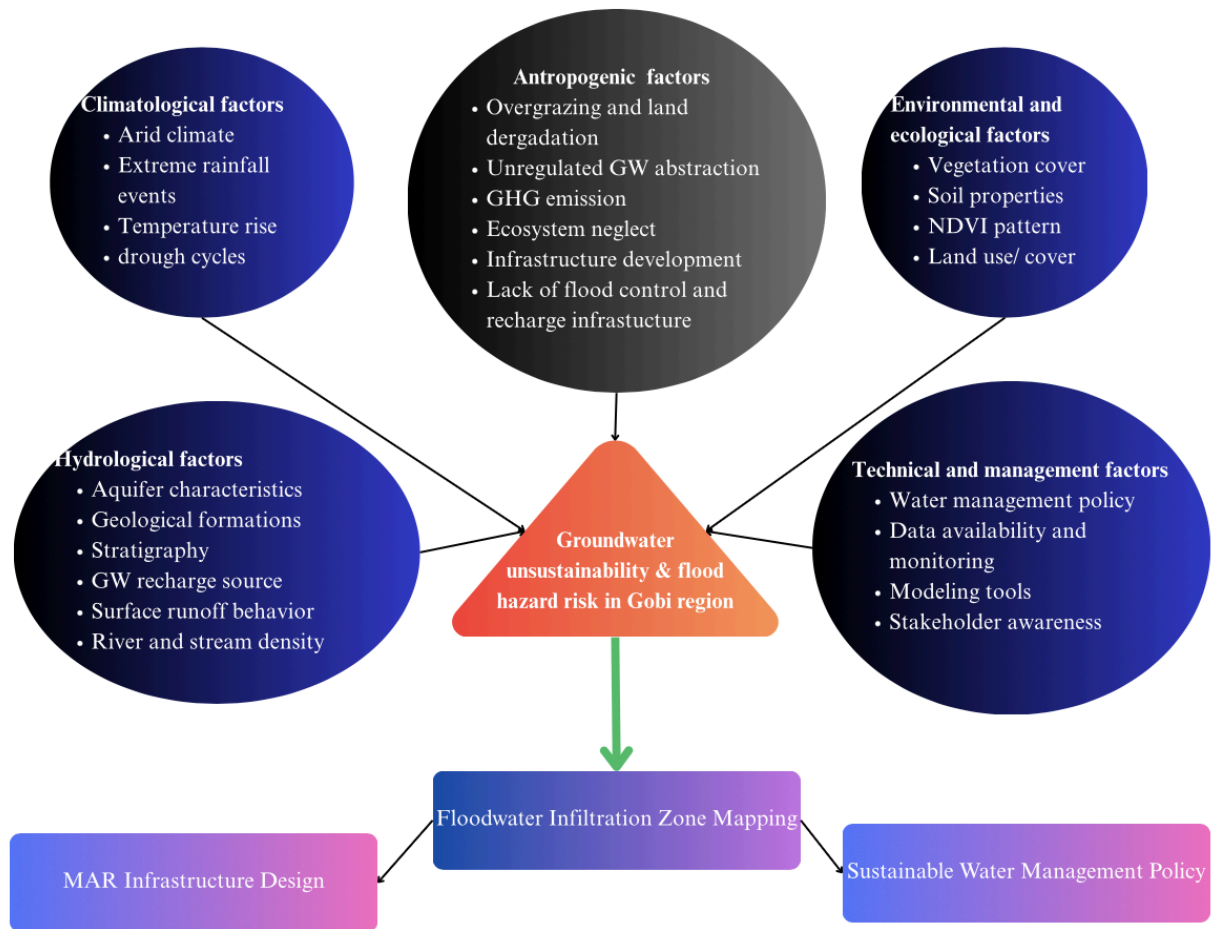 Climatological factors
• Arid climate
• Extreme rainfall
events
• Temperature rise
• drough cycles
Antropogenic factors
• Overgrazing and land
dergadation
• Unregulated GW abstraction
• GHG emission
• Ecosystem neglect
• Infrastructure development
• Lack of flood control and
recharge infrastucture
Environmental and
ecological factors
• Vegetation cover
• Soil properties
• NDVI pattern
• Land use/ cover
Hydrological factors
• Aquifer characteristics
• Geological formations
• Stratigraphy
• GW recharge source
• Surface runoff behavior
• River and stream density
Groundwater
unsustainability & flood
hazard risk in Gobi region
Technical and management factors
• Water management policy
• Data availability and
monitoring
• Modeling tools
• Stakeholder awareness
Floodwater Infiltration Zone Mapping
MAR Infrastructure Design
Sustainable Water Management Policy